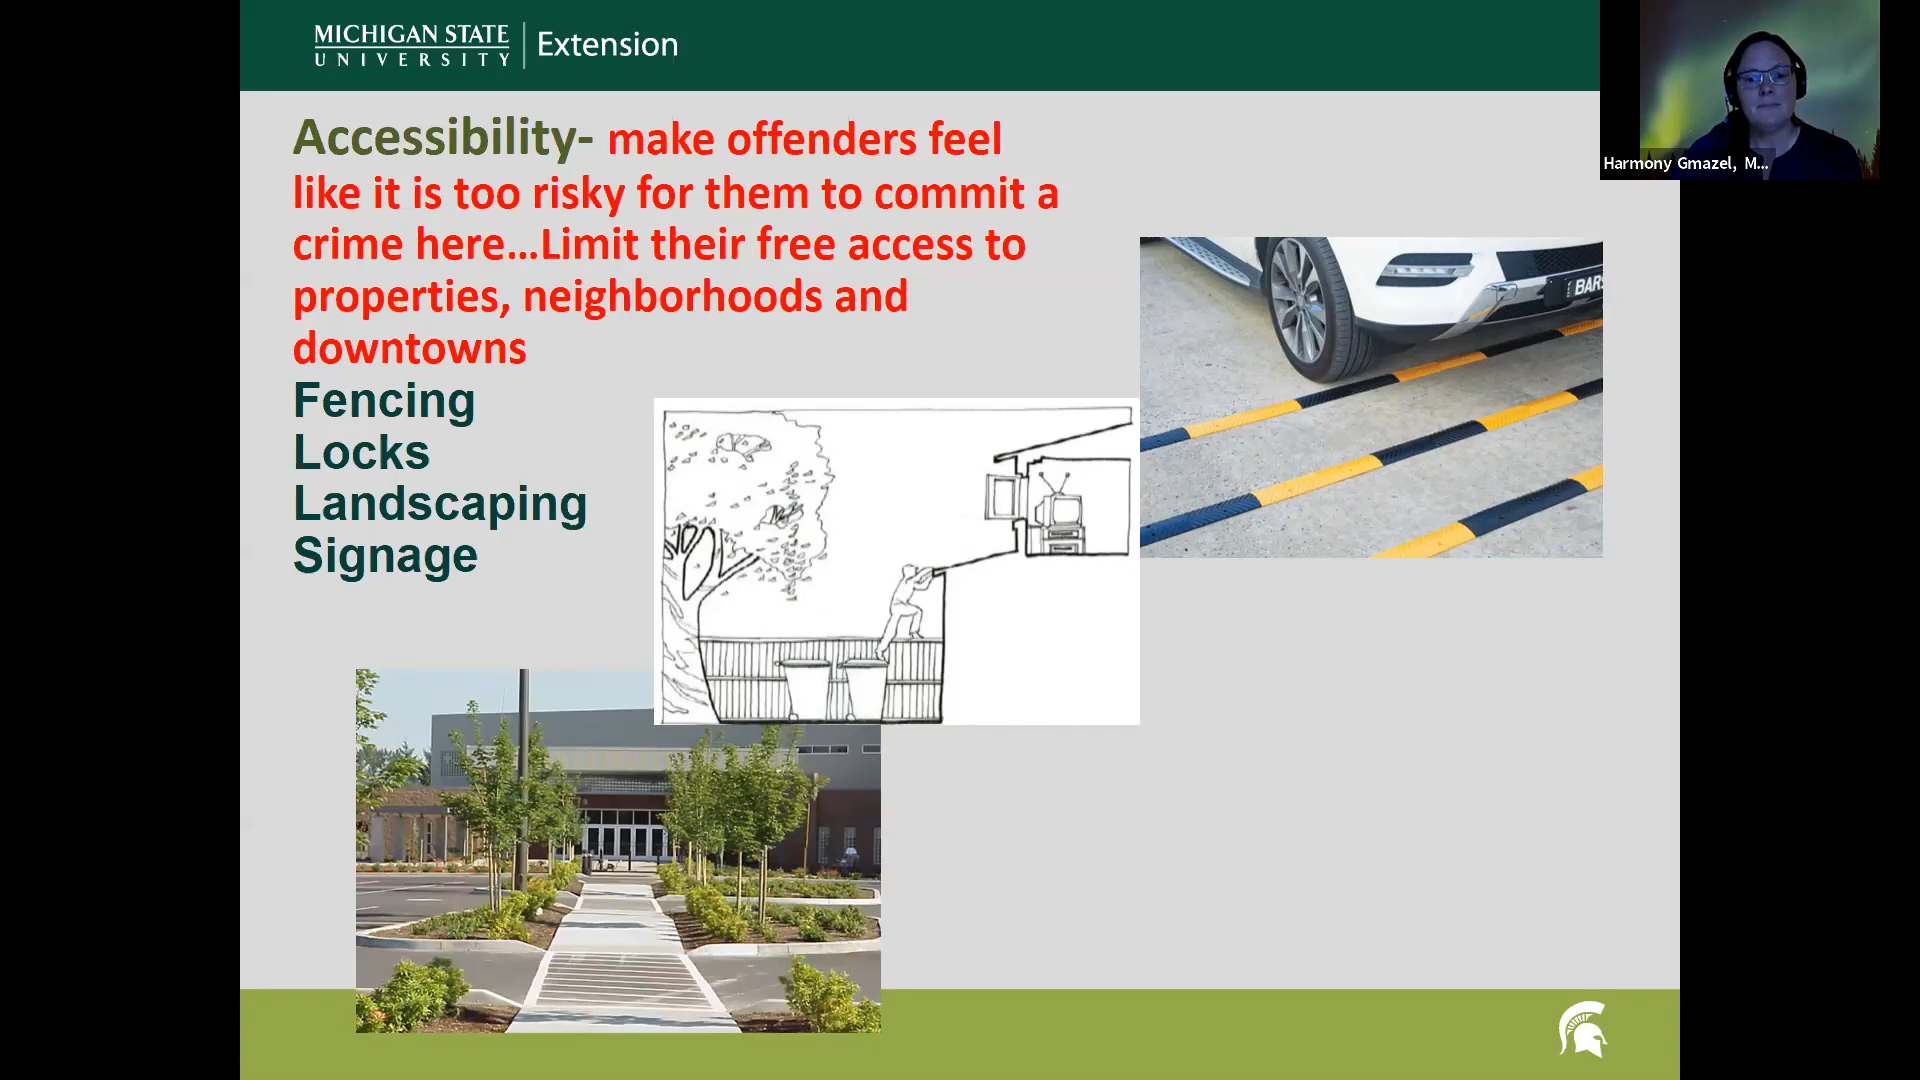 MICHIGAN STATE
UNIVERSITY
Extension
Harmony Gmazel, M...
Accessibility- make offenders feel
like it is too risky for them to commit a
crime here...Limit their free access to
properties, neighborhoods and
downtowns
Fencing
Locks
Landscaping
Signage
BARS